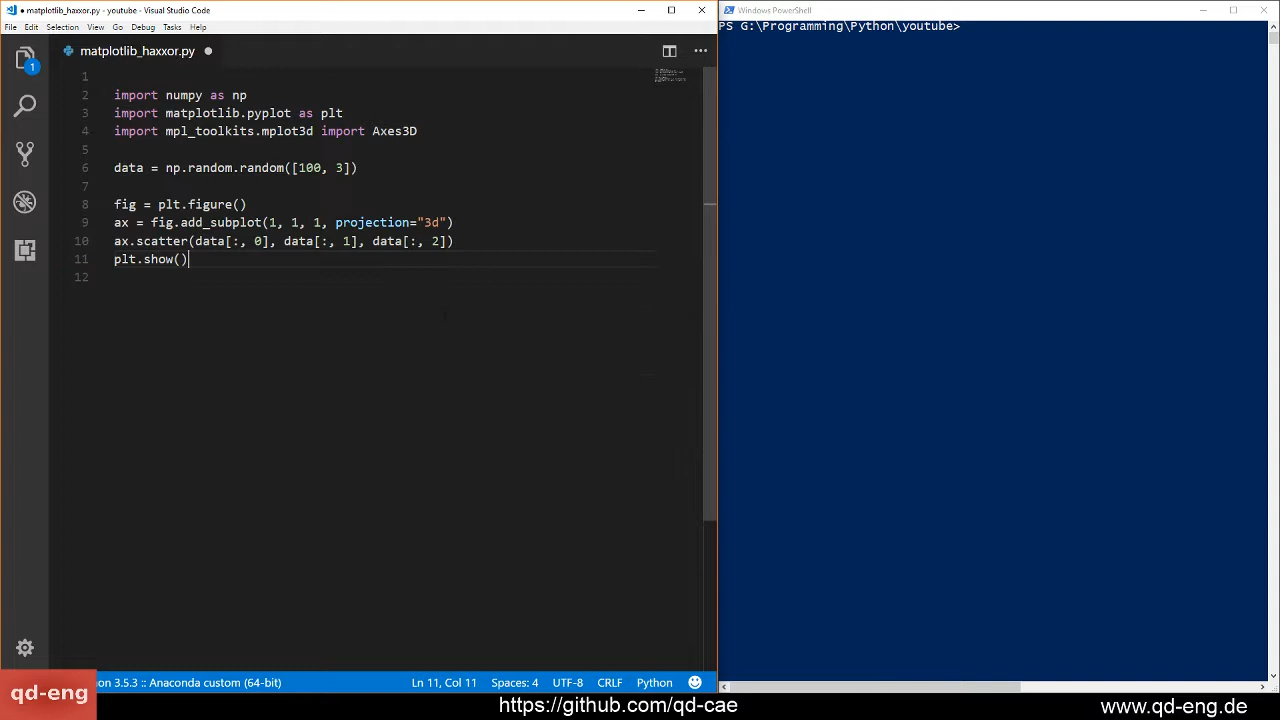 matplotlib_haxxor.py - youtube - Visual Studio Code
File Edit Selection View Go Debug Tasks Help
matplotlib_haxxor.py
1
1
2 import numpy as np
3 import matplotlib.pyplot as plt
4 import mpl_toolkits.mplot3d import Axes3D
5
6 data = np.random.random([100, 3])
7
8 fig = plt.figure()
9 ax = fig.add_subplot(1, 1, 1, projection="3d")
10 ax.scatter(data[:, 0], data[:, 1], data[:, 2])
11 plt.show()
12
on 3.5.3 :: Anaconda custom (64-bit) Ln 11, Col 11 Spaces: 4 UTF-8 CRLF Python
Windows PowerShell
PS G:\Programming\Python\youtube>
qd-eng
https://github.com/qd-cae
www.qd-eng.de